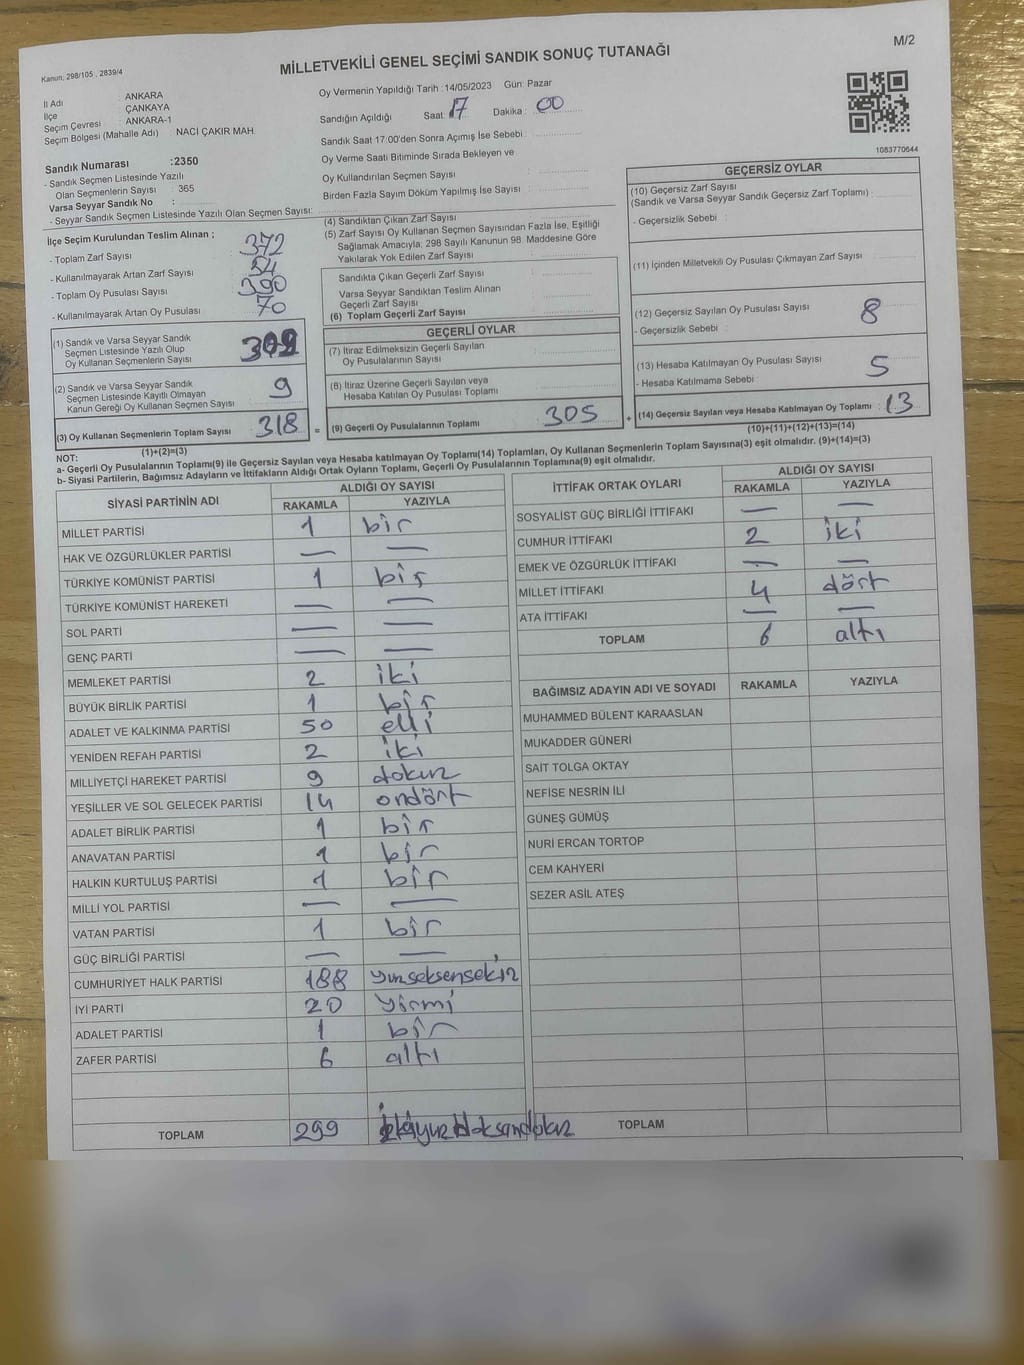 M/2
Kanun: 298/105 , 2839/4
MİLLETVEKİLİ GENEL SEÇİMİ SANDIK SONUÇ TUTANAĞI
İl Adı : ANKARA
İlçe : ÇANKAYA
Seçim Çevresi : ANKARA-1
Seçim Bölgesi (Mahalle Adı) : NACİ ÇAKIR MAH.
Sandık Numarası :2350
- Sandık Seçmen Listesinde Yazılı
Olan Seçmenlerin Sayısı : 365
Varsa Seyyar Sandık No :
- Seyyar Sandık Seçmen Listesinde Yazılı Olan Seçmen Sayısı:
Oy Vermenin Yapıldığı Tarih :14/05/2023 Gün: Pazar
Sandığın Açıldığı Saat: 17 Dakika : 00
Sandık Saat 17:00'den Sonra Açımış İse Sebebi :
Oy Verme Saati Bitiminde Sırada Bekleyen ve
Oy Kullandırılan Seçmen Sayısı :
Birden Fazla Sayım Döküm Yapılmış İse Sayısı :
1083770644
İlçe Seçim Kurulundan Teslim Alınan ;
- Toplam Zarf Sayısı : 372
- Kullanılmayarak Artan Zarf Sayısı : 54
- Toplam Oy Pusulası Sayısı : 390
- Kullanılmayarak Artan Oy Pusulası : 70
(1) Sandık ve Varsa Seyyar Sandık
Seçmen Listesinde Yazılı Olup
Oy Kullanan Seçmenlerin Sayısı : 309
(2) Sandık ve Varsa Seyyar Sandık
Seçmen Listesinde Kayıtlı Olmayan
Kanun Gereği Oy Kullanan Seçmen Sayısı : 9
(3) Oy Kullanan Seçmenlerin Toplam Sayısı : 318
(1)+(2)=(3)
(4) Sandıktan Çıkan Zarf Sayısı :
(5) Zarf Sayısı Oy Kullanan Seçmen Sayısından Fazla İse, Eşitliği
Sağlamak Amacıyla, 298 Sayılı Kanunun 98. Maddesine Göre
Yakılarak Yok Edilen Zarf Sayısı :
Sandıkta Çıkan Geçerli Zarf Sayısı :
Varsa Seyyar Sandıktan Teslim Alınan
Geçerli Zarf Sayısı :
(6) Toplam Geçerli Zarf Sayısı :
GEÇERLİ OYLAR
(7) İtiraz Edilmeksizin Geçerli Sayılan
Oy Pusulalarının Sayısı :
(8) İtiraz Üzerine Geçerli Sayılan veya
Hesaba Katılan Oy Pusulası Toplamı :
= (9) Geçerli Oy Pusulalarının Toplamı : 305 +
GEÇERSİZ OYLAR
(10) Geçersiz Zarf Sayısı
(Sandık ve Varsa Seyyar Sandık Geçersiz Zarf Toplamı) :
- Geçersizlik Sebebi :
(11) İçinden Milletvekili Oy Pusulası Çıkmayan Zarf Sayısı :
(12) Geçersiz Sayılan Oy Pusulası Sayısı : 8
- Geçersizlik Sebebi :
(13) Hesaba Katılmayan Oy Pusulası Sayısı : 5
- Hesaba Katılmama Sebebi :
(14) Geçersiz Sayılan veya Hesaba Katılmayan Oy Toplamı : 13
(10)+(11)+(12)+(13)=(14)
NOT:
a- Geçerli Oy Pusulalarının Toplamı(9) ile Geçersiz Sayılan veya Hesaba katılmayan Oy Toplamı(14) Toplamları, Oy Kullanan Seçmenlerin Toplam Sayısına(3) eşit olmalıdır. (9)+(14)=(3)
b- Siyasi Partilerin, Bağımsız Adayların ve İttifakların Aldığı Ortak Oyların Toplamı, Geçerli Oy Pusulalarının Toplamına(9) eşit olmalıdır.
SİYASİ PARTİNİN ADI ALDIĞI OY SAYISI
RAKAMLA YAZIYLA
MİLLET PARTİSİ 1 bir
HAK VE ÖZGÜRLÜKLER PARTİSİ — —
TÜRKİYE KOMÜNİST PARTİSİ 1 bir
TÜRKİYE KOMÜNİST HAREKETİ — —
SOL PARTİ — —
GENÇ PARTİ — —
MEMLEKET PARTİSİ 2 iki
BÜYÜK BİRLİK PARTİSİ 1 bir
ADALET VE KALKINMA PARTİSİ 50 elli
YENİDEN REFAH PARTİSİ 2 iki
MİLLİYETÇİ HAREKET PARTİSİ 9 dokuz
YEŞİLLER VE SOL GELECEK PARTİSİ 14 ondört
ADALET BİRLİK PARTİSİ 1 bir
ANAVATAN PARTİSİ 1 bir
HALKIN KURTULUŞ PARTİSİ 1 bir
MİLLİ YOL PARTİSİ — —
VATAN PARTİSİ 1 bir
GÜÇ BİRLİĞİ PARTİSİ — —
CUMHURİYET HALK PARTİSİ 188 yüzseksensekiz
İYİ PARTİ 20 yirmi
ADALET PARTİSİ 1 bir
ZAFER PARTİSİ 6 altı
TOPLAM 299 ikiyüzdoksandokuz
İTTİFAK ORTAK OYLARI ALDIĞI OY SAYISI
RAKAMLA YAZIYLA
SOSYALİST GÜÇ BİRLİĞİ İTTİFAKI — —
CUMHUR İTTİFAKI 2 iki
EMEK VE ÖZGÜRLÜK İTTİFAKI — —
MİLLET İTTİFAKI 4 dört
ATA İTTİFAKI — —
TOPLAM 6 altı
BAĞIMSIZ ADAYIN ADI VE SOYADI RAKAMLA YAZIYLA
MUHAMMED BÜLENT KARAASLAN
MUKADDER GÜNERİ
SAİT TOLGA OKTAY
NEFİSE NESRİN İLİ
GÜNEŞ GÜMÜŞ
NURİ ERCAN TORTOP
CEM KAHYERİ
SEZER ASİL ATEŞ
TOPLAM